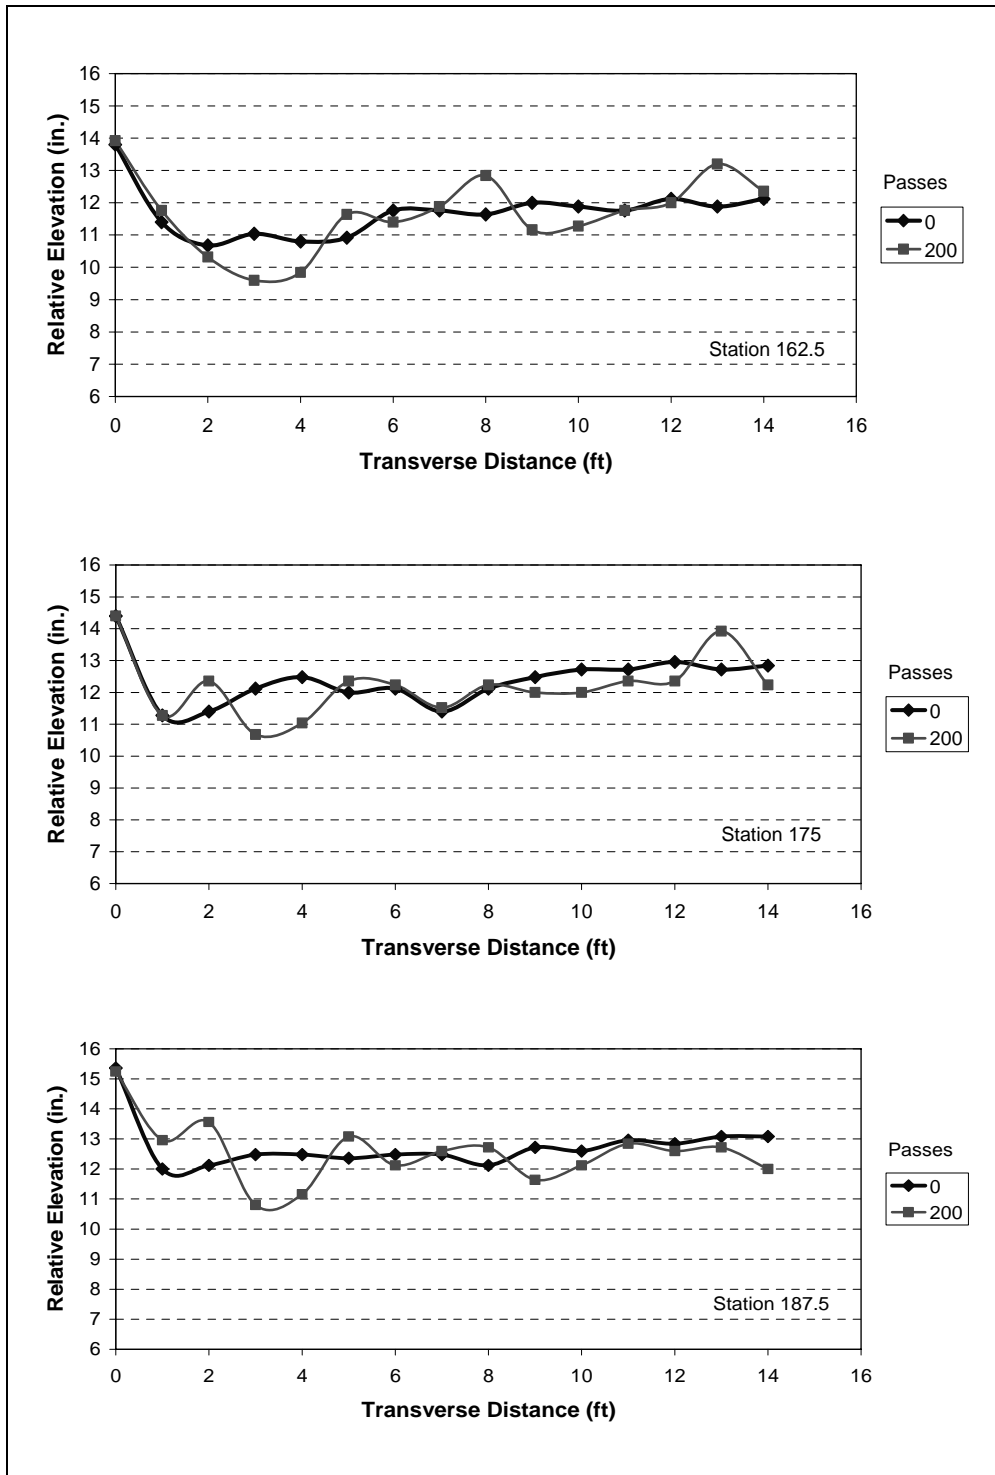 16
15
14
13
12
11
10
9
8
7
6
Relative Elevation (in.)
Station 162.5
0 2 4 6 8 10 12 14 16
Transverse Distance (ft)
Passes
0
200
16
15
14
13
12
11
10
9
8
7
6
Relative Elevation (in.)
Station 175
0 2 4 6 8 10 12 14 16
Transverse Distance (ft)
Passes
0
200
16
15
14
13
12
11
10
9
8
7
6
Relative Elevation (in.)
Station 187.5
0 2 4 6 8 10 12 14 16
Transverse Distance (ft)
Passes
0
200